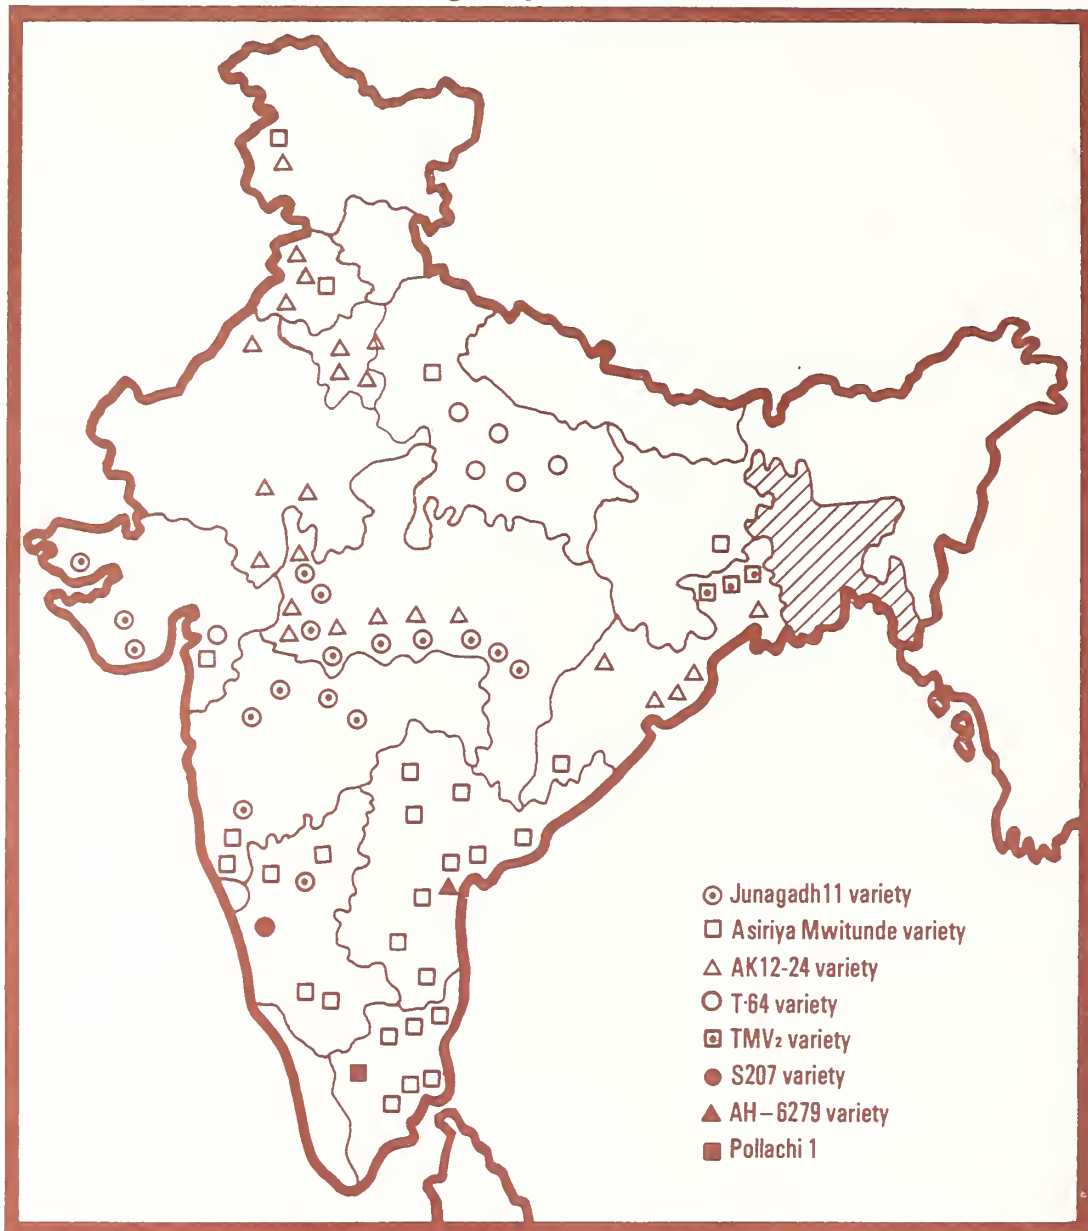 Junagadh11 variety
Asiriya Mwitunde variety
AK12-24 variety
T-64 variety
TMV₂ variety
S207 variety
AH-6279 variety
Pollachi 1